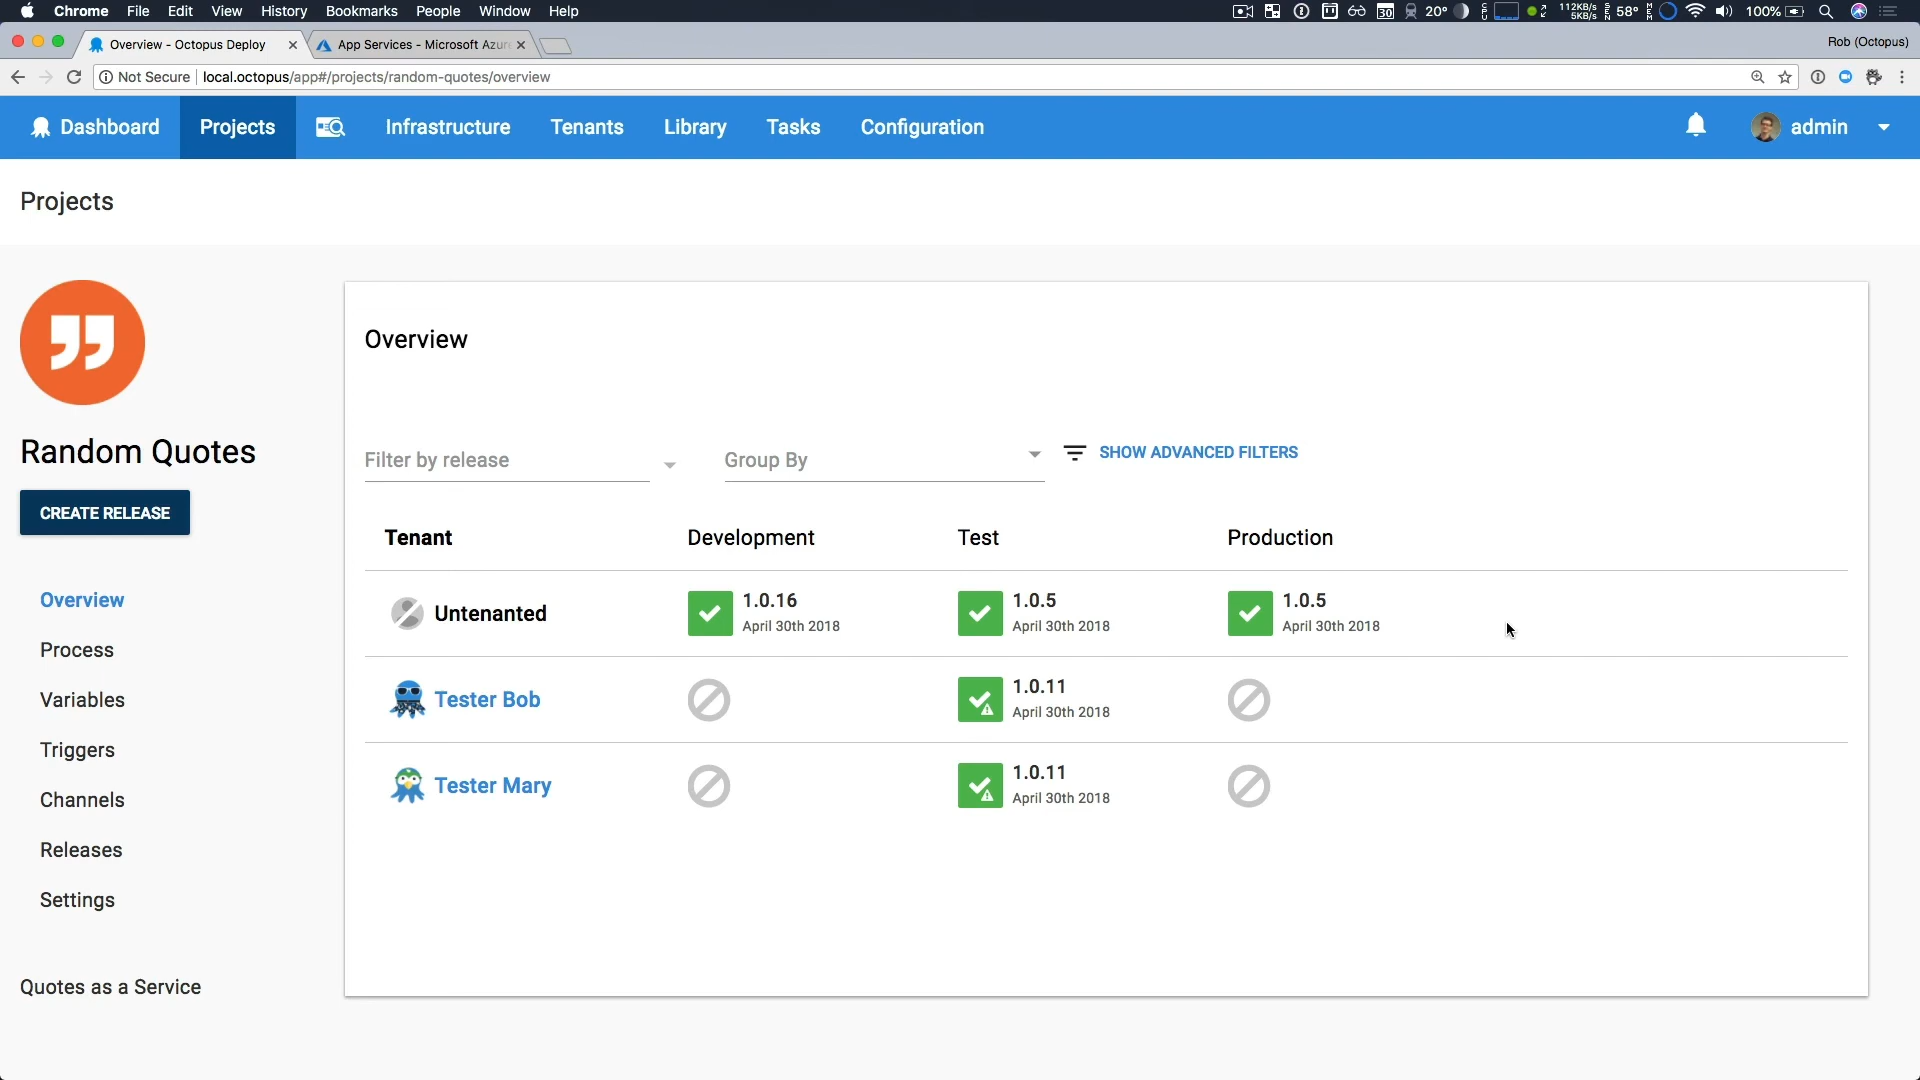 Chrome File Edit View History Bookmarks People Window Help 30 20° 112KB/s 5KB/s 58° 100%
Overview - Octopus Deploy App Services - Microsoft Azure Rob (Octopus)
Not Secure local.octopus/app#/projects/random-quotes/overview
Dashboard Projects Infrastructure Tenants Library Tasks Configuration admin
Projects
Random Quotes
CREATE RELEASE
Overview
Process
Variables
Triggers
Channels
Releases
Settings
Quotes as a Service
Overview
Filter by release Group By SHOW ADVANCED FILTERS
Tenant Development Test Production
Untenanted 1.0.16 1.0.5 1.0.5
April 30th 2018 April 30th 2018 April 30th 2018
Tester Bob 1.0.11
April 30th 2018
Tester Mary 1.0.11
April 30th 2018